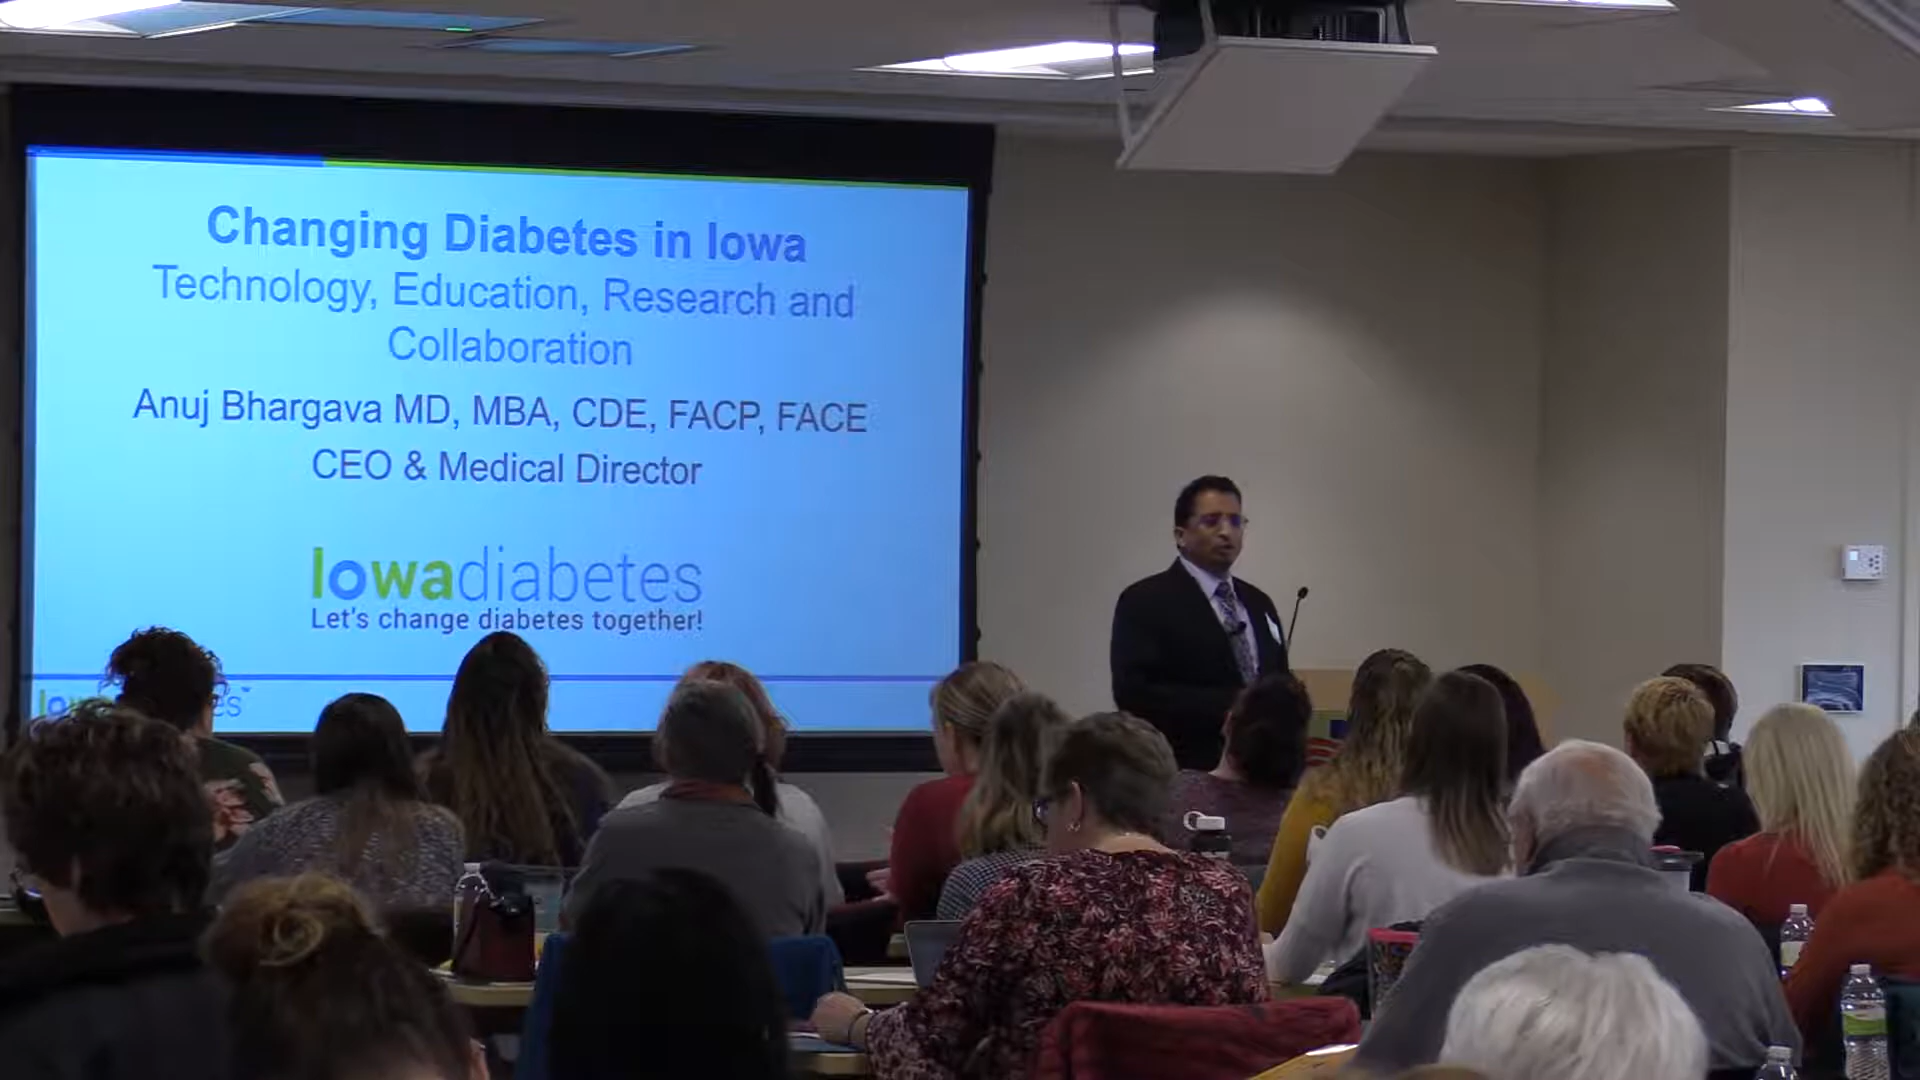 Changing Diabetes in Iowa
Technology, Education, Research and
Collaboration
Anuj Bhargava MD, MBA, CDE, FACP, FACE
CEO & Medical Director
Iowadiabetes
Let's change diabetes together!